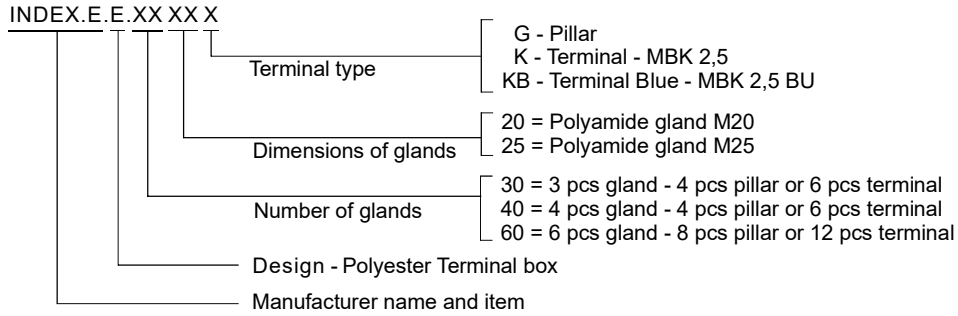 INDEX.E.E.XX XX X
G - Pillar
K - Terminal - MBK 2,5
KB - Terminal Blue - MBK 2,5 BU
Terminal type
20 = Polyamide gland M20
25 = Polyamide gland M25
Dimensions of glands
30 = 3 pcs gland - 4 pcs pillar or 6 pcs terminal
40 = 4 pcs gland - 4 pcs pillar or 6 pcs terminal
60 = 6 pcs gland - 8 pcs pillar or 12 pcs terminal
Number of glands
Design - Polyester Terminal box
Manufacturer name and item